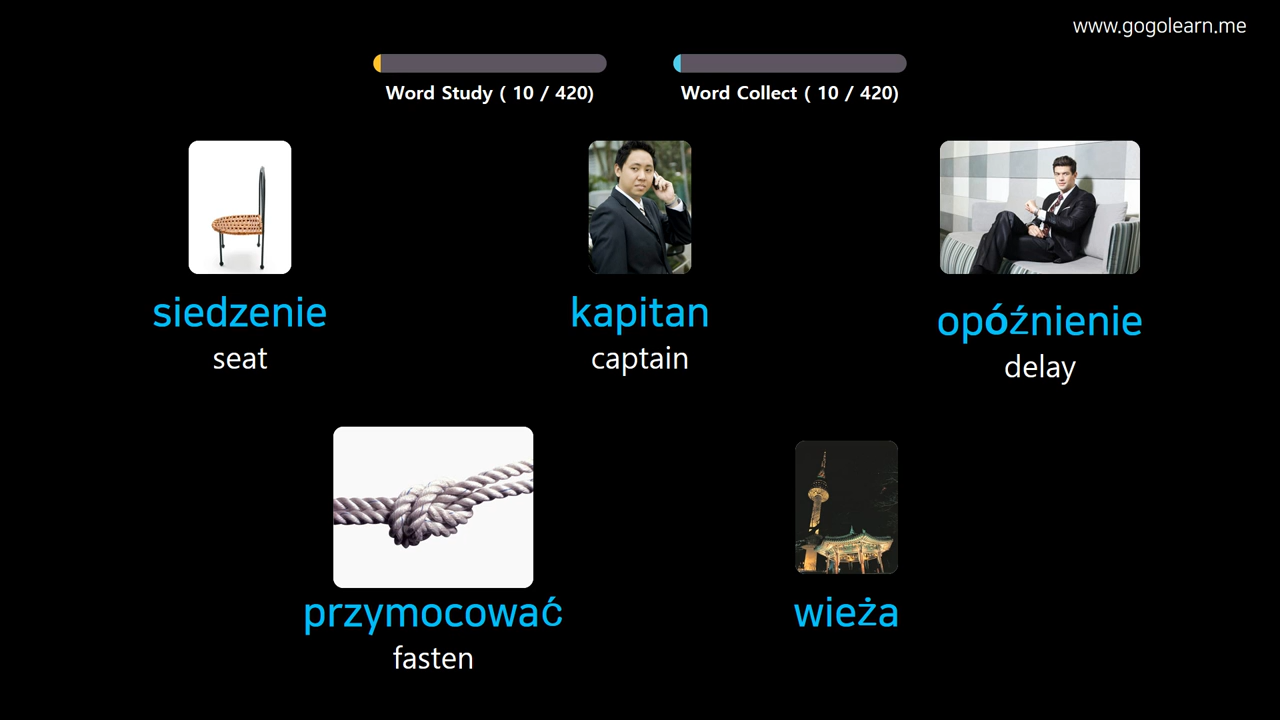 www.gogolearn.me
Word Study ( 10 / 420)
Word Collect ( 10 / 420)
siedzenie
seat
kapitan
captain
opóźnienie
delay
przymocować
fasten
wieża